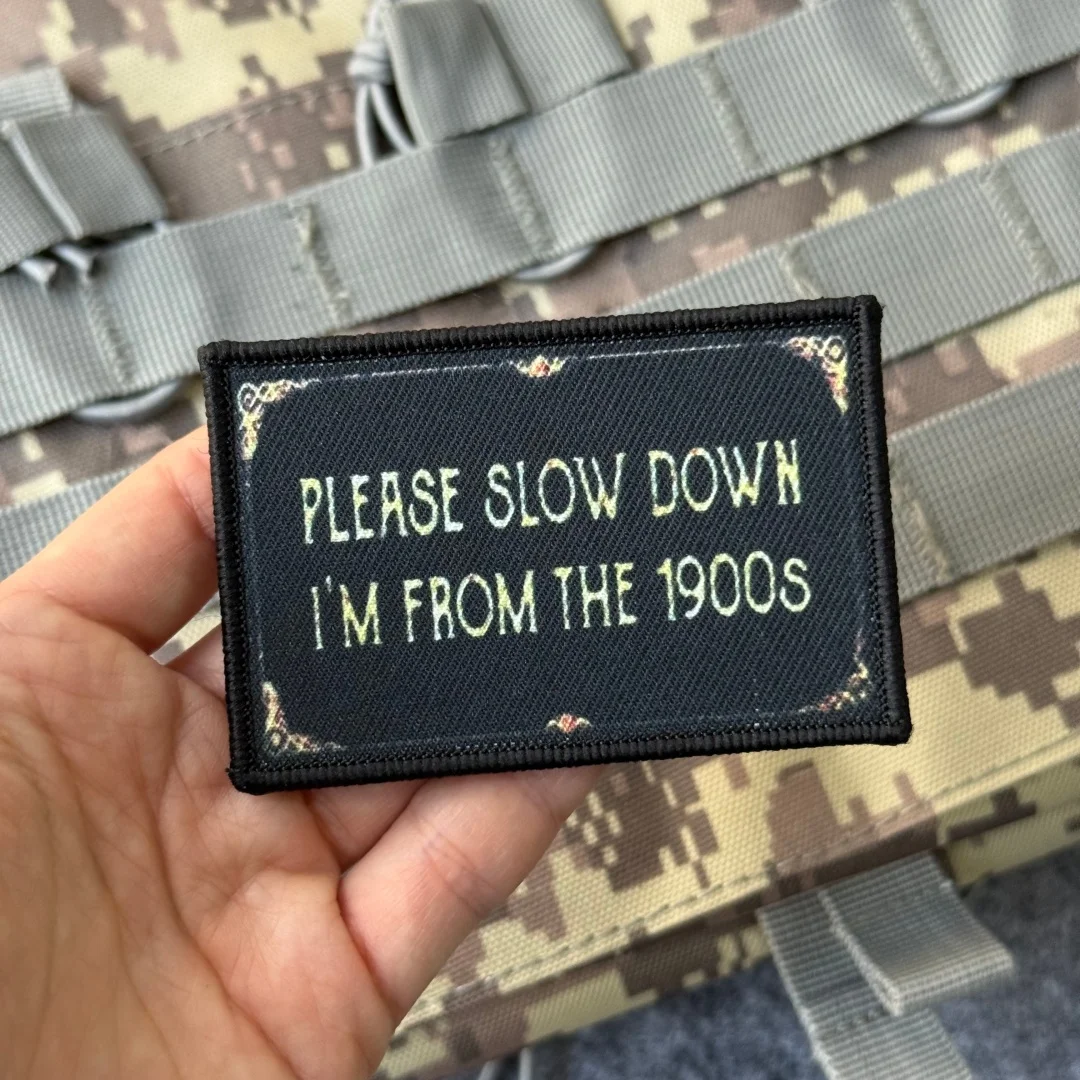 PLEASE SLOW DOWN
I'M FROM THE 1900s